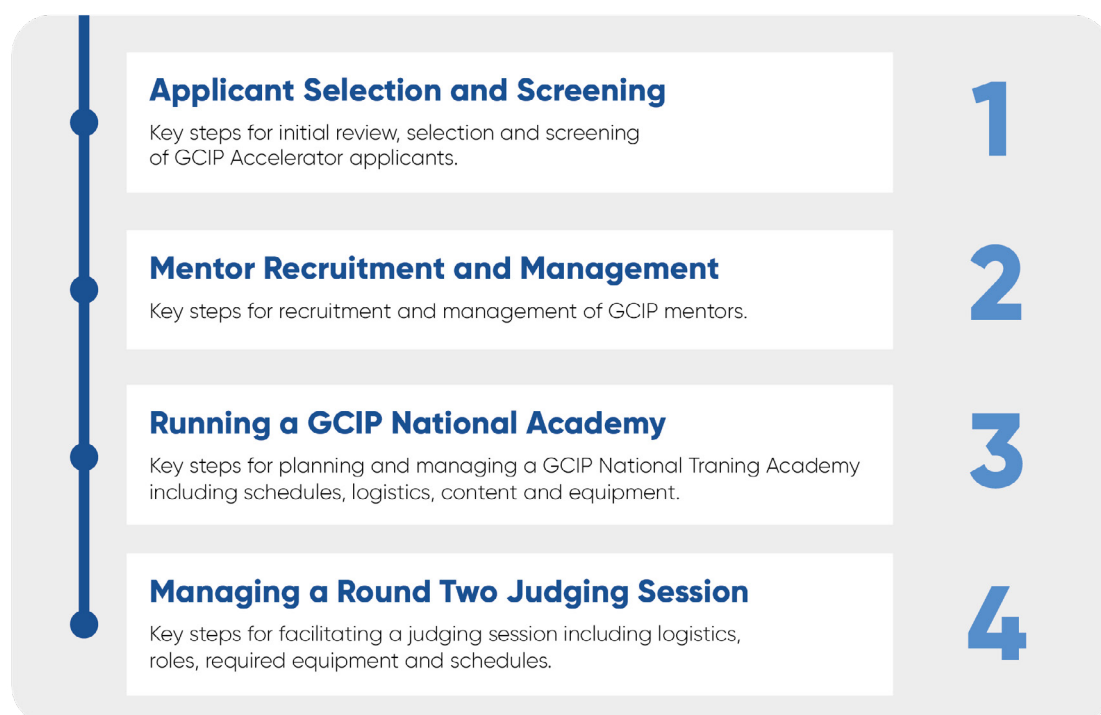 Applicant Selection and Screening
1
Key steps for initial review, selection and screening
of GCIP Accelerator applicants.
Mentor Recruitment and Management
2
Key steps for recruitment and management of GCIP mentors.
Running a GCIP National Academy
3
Key steps for planning and managing a GCIP National Traning Academy
including schedules, logistics, content and equipment.
Managing a Round Two Judging Session
4
Key steps for facilitating a judging session including logistics,
roles, required equipment and schedules.